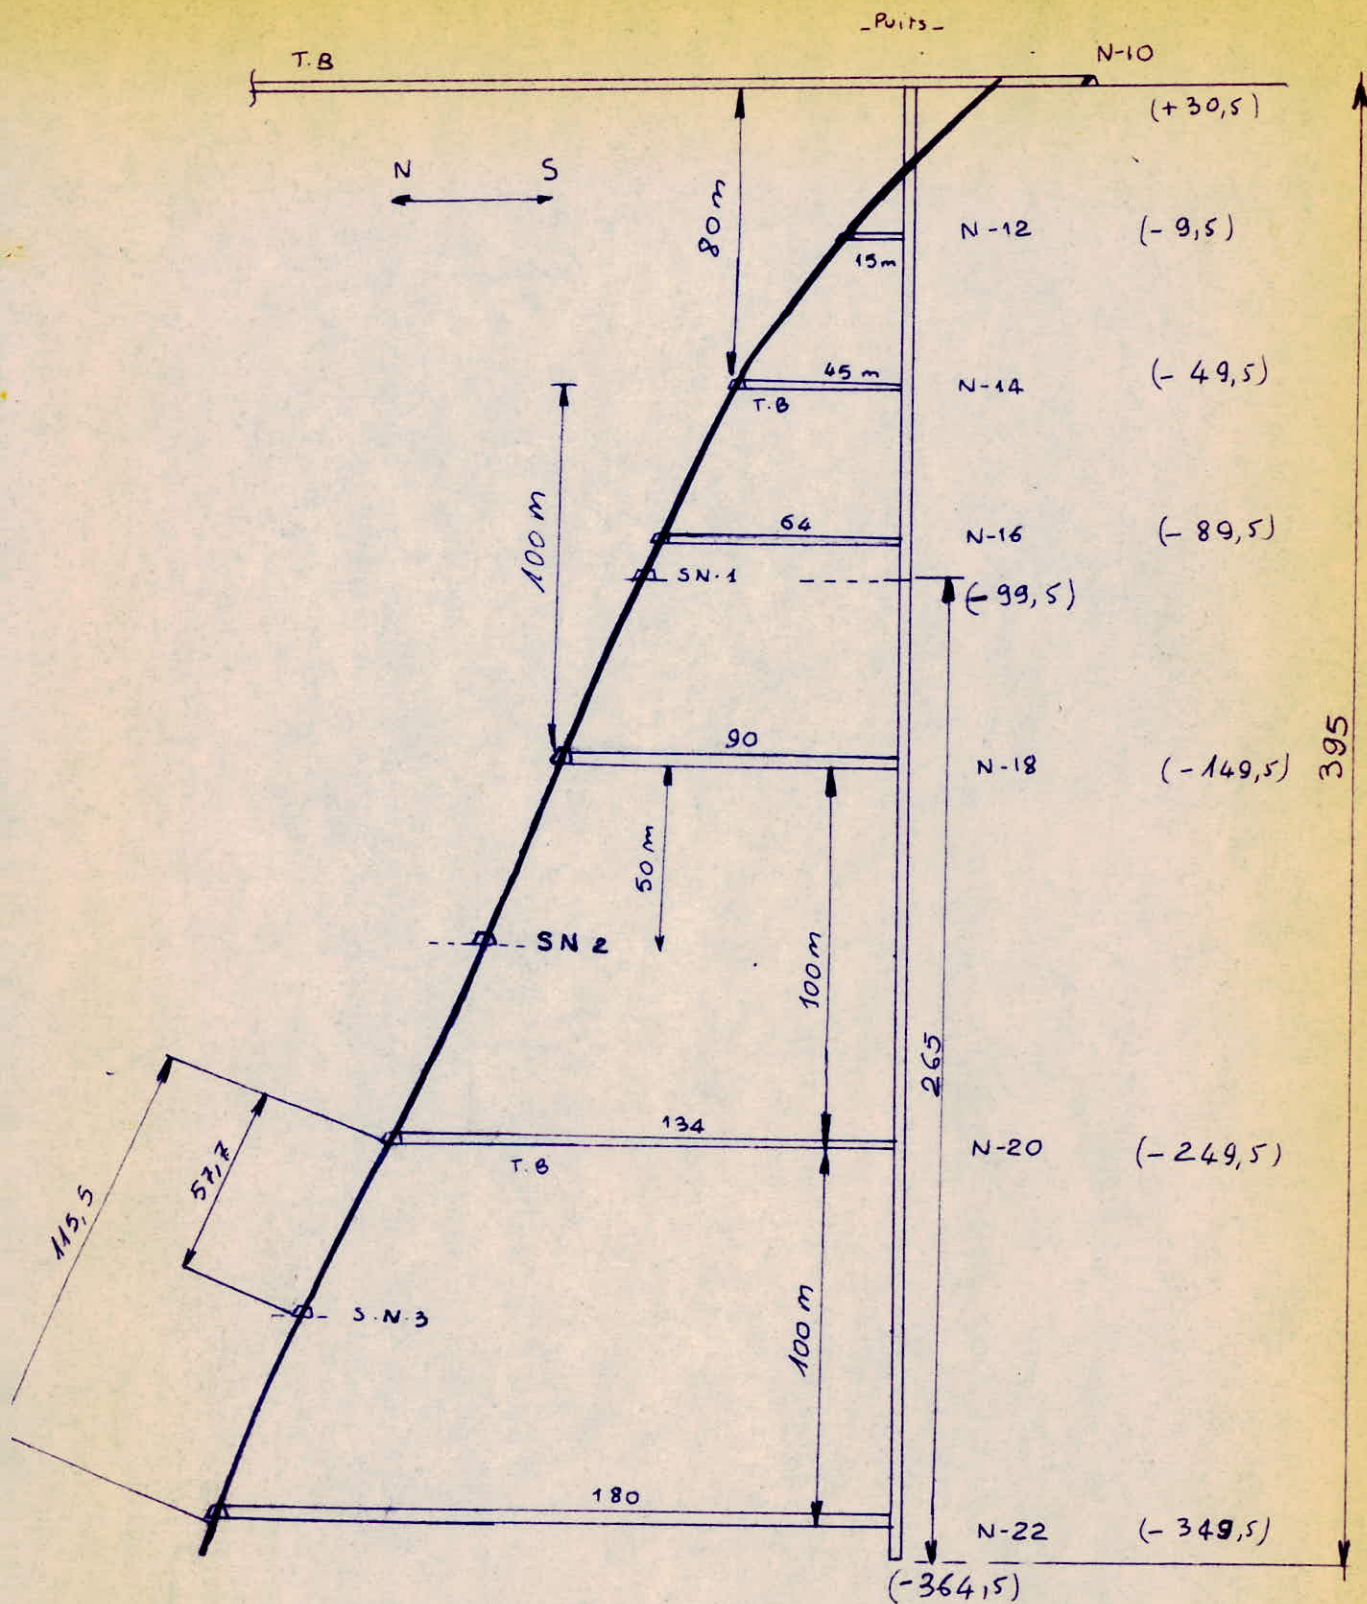 -Puits-
T.B
N-10
(+30,5)
N S
80 m
N-12 (- 9,5)
15m
45 m
N-14 (- 49,5)
T.B
100 m
64
N-16 (- 89,5)
SN.1
(-99,5)
90
N-18 (-149,5)
395
50 m
SN 2
100m
265
134
N-20 (-249,5)
T.B
57,7
115,5
S.N.3
100 m
180
N-22 (- 349,5)
(-364,5)